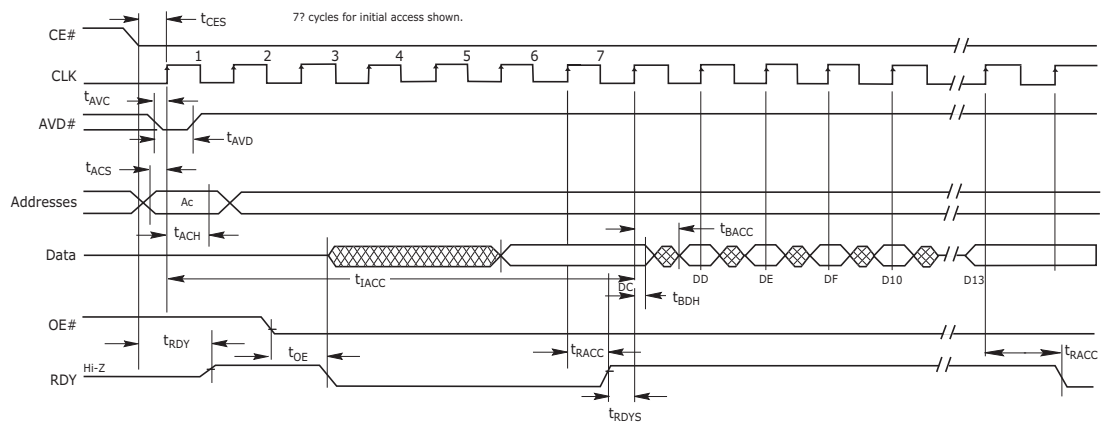 7? cycles for initial access shown.
tCES
CE#
1 2 3 4 5 6 7
CLK
tAVC
AVD#
tAVD
tACS
Addresses
Ac
tACH
tBACC
Data
tIACC
DC DD DE DF D10 D13
tBDH
OE#
tRDY
tOE
tRACC
tRACC
Hi-Z
RDY
tRDYS